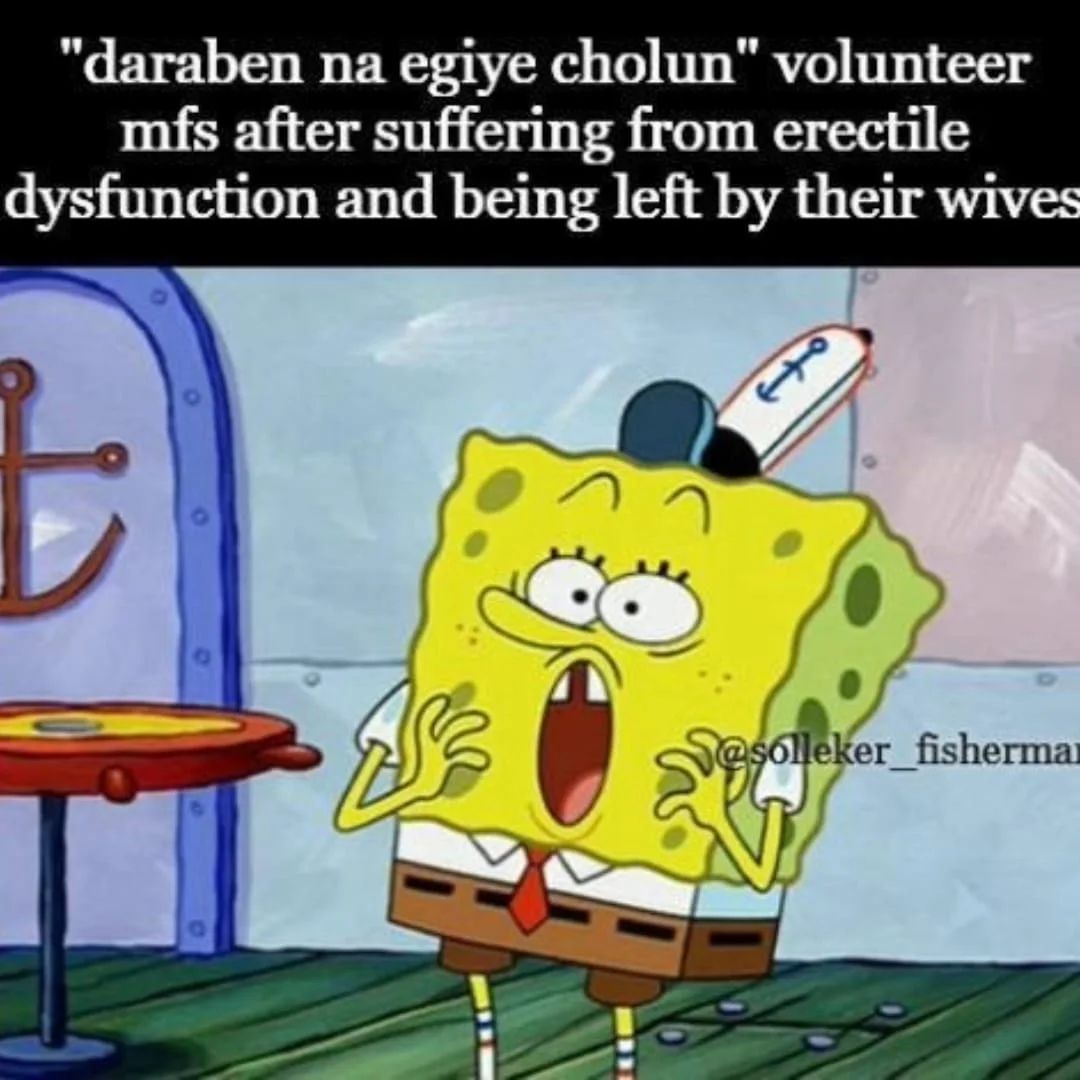 "daraben na egiye cholun" volunteer
mfs after suffering from erectile
dysfunction and being left by their wives
@solleker_fisherman